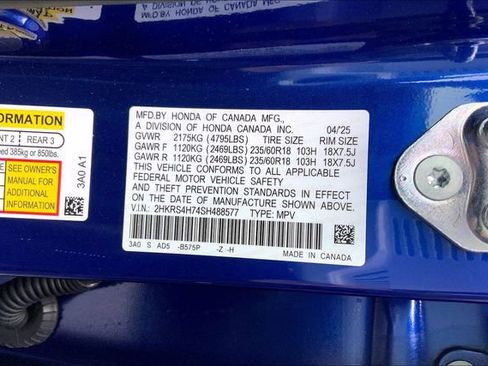 ORMATION
NT 2 REAR 3
eed 385kg or 850lbs.
SEE OWNER'S
MANUAL FOR
ADDITIONAL
INFORMATION
3A0 A1
MFD.BY HONDA OF CANADA MFG., 04/25
A DIVISION OF HONDA CANADA INC.
GVWR 2175KG (4795LBS) TIRE SIZE RIM SIZE
GAWR F 1120KG (2469LBS) 235/60R18 103H 18X7.5J
GAWR R 1120KG (2469LBS) 235/60R18 103H 18X7.5J
THIS VEHICLE CONFORMS TO ALL APPLICABLE
FEDERAL MOTOR VEHICLE SAFETY
AND THEFT PREVENTION STANDARDS IN EFFECT
ON THE DATE OF MANUFACTURE SHOWN ABOVE.
V.I.N.: 2HKRS4H74SH488577 TYPE: MPV
3A0 S AD5 -B575P -Z -H
MADE IN CANADA